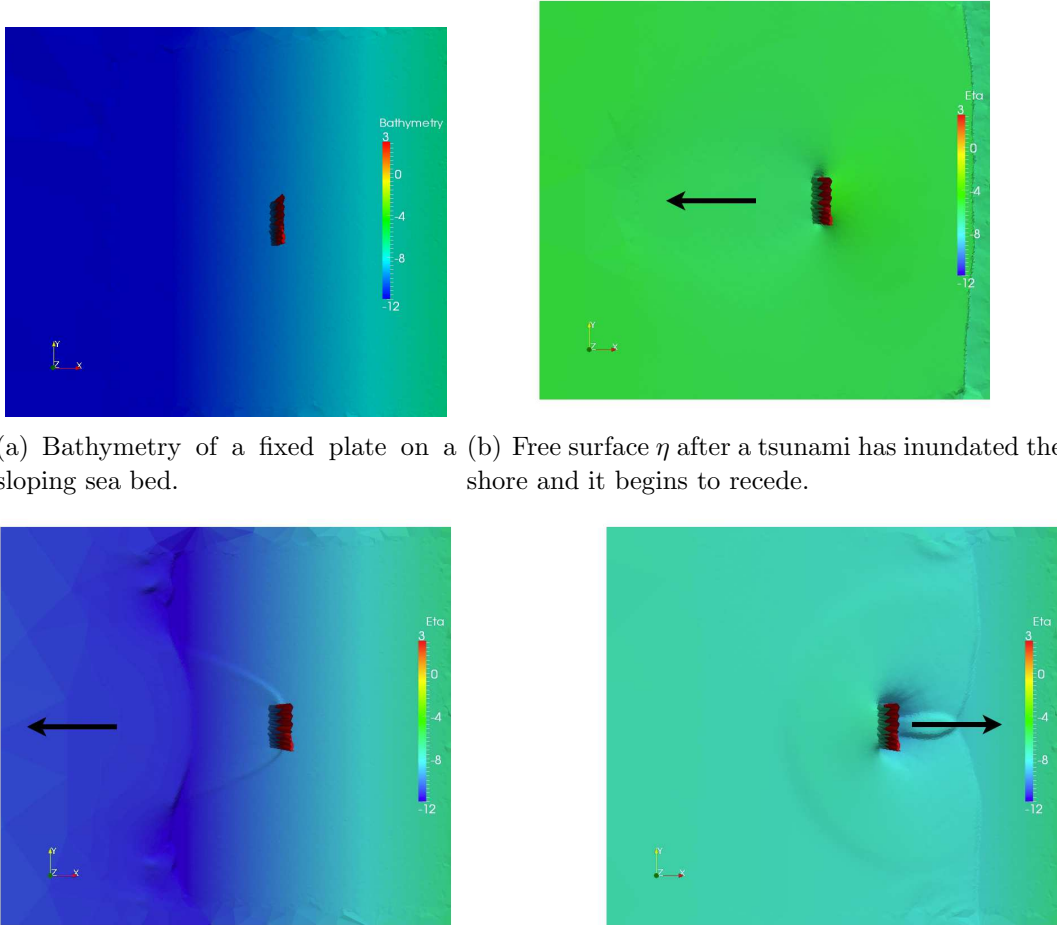 Bathymetry
3
0
-4
-8
-12
Y
Z
X
Eta
3
0
-4
-8
-12
Y
Z
X
(a) Bathymetry of a fixed plate on a
sloping sea bed.
(b) Free surface η after a tsunami has inundated the
shore and it begins to recede.
Eta
3
0
-4
-8
-12
Y
Z
X
Eta
3
0
-4
-8
-12
Y
Z
X